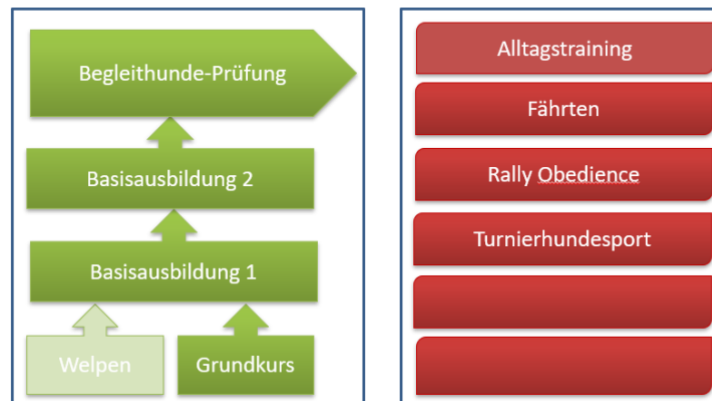 Begleithunde-Prüfung
Basisausbildung 2
Basisausbildung 1
Welpen
Grundkurs
Alltagstraining
Fährten
Rally Obedience
Turnierhundesport